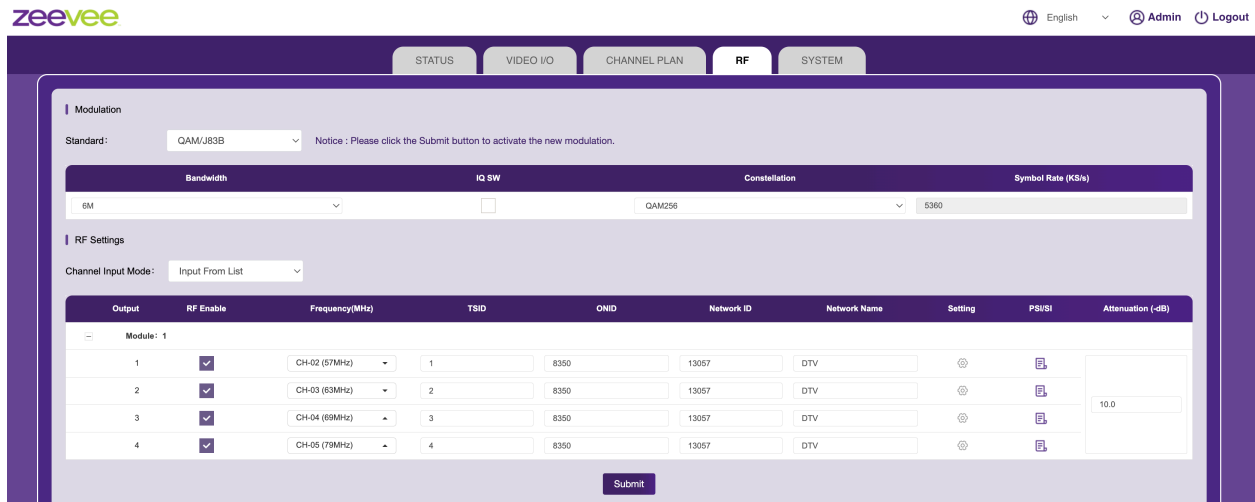 zeevee
English
Admin
Logout
STATUS
VIDEO I/O
CHANNEL PLAN
RF
SYSTEM
Modulation
Standard:
QAM/J83B
Notice : Please click the Submit button to activate the new modulation.
Bandwidth IQ SW Constellation Symbol Rate (KS/s)
6M QAM256 5360
RF Settings
Channel Input Mode: Input From List
Output RF Enable Frequency(MHz) TSID ONID Network ID Network Name Setting PSI/SI Attenuation (-dB)
Module: 1
1 CH-02 (57MHz) 1 8350 13057 DTV
2 CH-03 (63MHz) 2 8350 13057 DTV
10.0
3 CH-04 (69MHz) 3 8350 13057 DTV
4 CH-05 (79MHz) 4 8350 13057 DTV
Submit